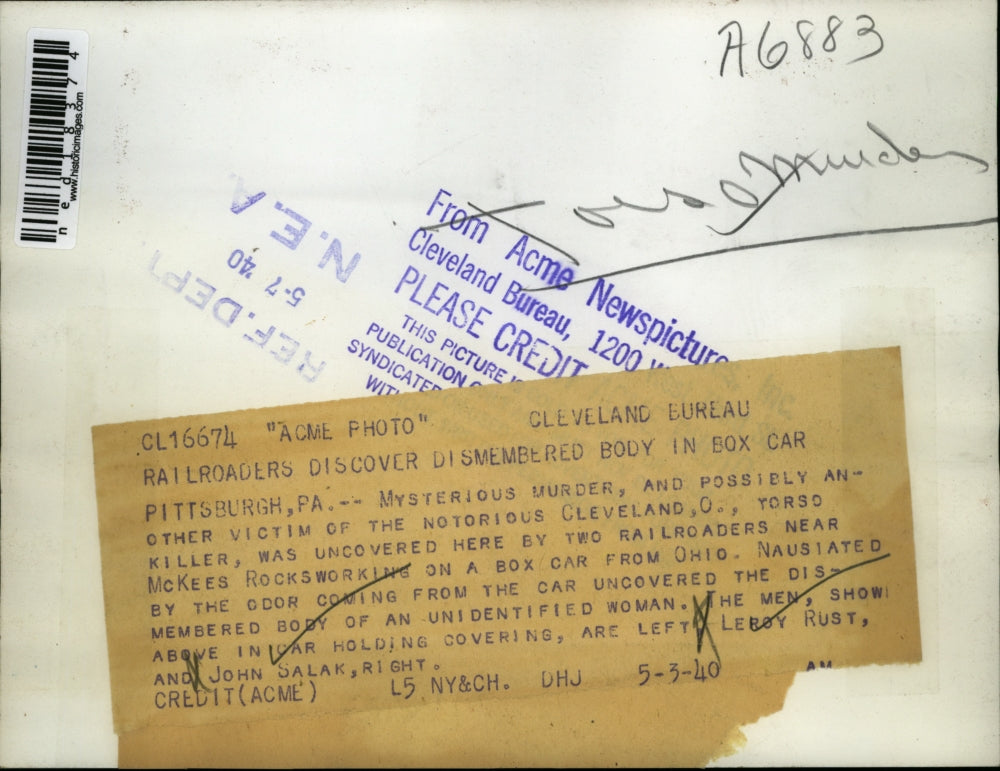 A6883
ned18374
www.historicimages.com
Murders
N.E.A
5-7 '40
REF. DEPT
From Acme Newspicture
Cleveland Bureau, 1200
PLEASE CREDIT
THIS PICTURE
PUBLICATION
SYNDICATED
WIT
CL16674 "ACME PHOTO" CLEVELAND BUREAU
RAILROADERS DISCOVER DISMEMBERED BODY IN BOX CAR
PITTSBURGH,PA.-- MYSTERIOUS MURDER, AND POSSIBLY AN-
OTHER VICTIM OF THE NOTORIOUS CLEVELAND,O., TORSO
KILLER, WAS UNCOVERED HERE BY TWO RAILROADERS NEAR
MCKEES ROCKSWORKING ON A BOX CAR FROM OHIO. NAUSIATED
BY THE ODOR COMING FROM THE CAR UNCOVERED THE DIS-
MEMBERED BODY OF AN UNIDENTIFIED WOMAN. THE MEN, SHOWN
ABOVE IN CAR HOLDING COVERING, ARE LEFT, LEROY RUST,
AND JOHN SALAK,RIGHT.
CREDIT(ACME) L5 NY&CH. DHJ 5-3-40 AM